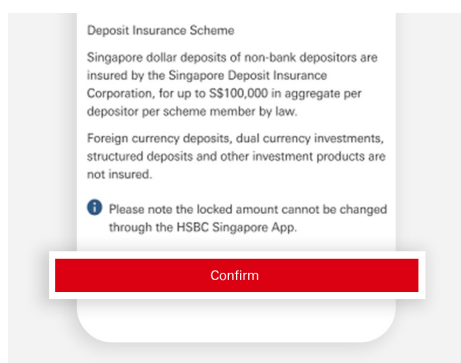 Deposit Insurance Scheme
Singapore dollar deposits of non-bank depositors are
insured by the Singapore Deposit Insurance
Corporation, for up to S$100,000 in aggregate per
depositor per scheme member by law.
Foreign currency deposits, dual currency investments,
structured deposits and other investment products are
not insured.
Please note the locked amount cannot be changed
through the HSBC Singapore App.
Confirm